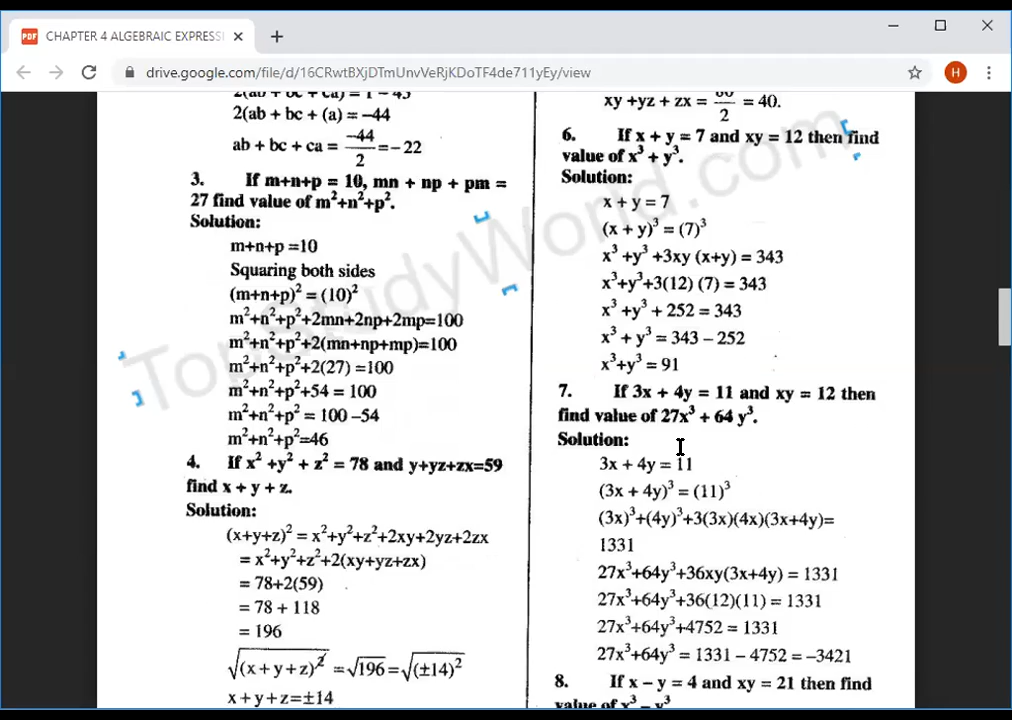 CHAPTER 4 ALGEBRAIC EXPRESS
drive.google.com/file/d/16CRwtBXjDTmUnvVeRjKDoTF4de711yEy/view
H
2(ab + bc + ca) = 1 – 45
2(ab + bc + (a) = –44
ab + bc + ca = –44/2 = – 22
3. If m+n+p = 10, mn + np + pm =
27 find value of m²+n²+p².
Solution:
m+n+p =10
Squaring both sides
(m+n+p)² = (10)²
m²+n²+p²+2mn+2np+2mp=100
m²+n²+p²+2(mn+np+mp)=100
m²+n²+p²+2(27) =100
m²+n²+p²+54 = 100
m²+n²+p² = 100 –54
m²+n²+p²=46
4. If x² +y² + z² = 78 and y+yz+zx=59
find x + y + z.
Solution:
(x+y+z)² = x²+y²+z²+2xy+2yz+2zx
= x²+y²+z²+2(xy+yz+zx)
= 78+2(59)
= 78 + 118
= 196
√(x + y + z)² = √196 = √(±14)²
x + y + z=±14
xy +yz + zx = 80/2 = 40.
6. If x + y = 7 and xy = 12 then find
value of x³ + y³.
Solution:
x + y = 7
(x + y)³ = (7)³
x³ +y³ +3xy (x+y) = 343
x³+y³+3(12) (7) = 343
x³ +y³ + 252 = 343
x³ + y³ = 343 – 252
x³+y³ = 91
7. If 3x + 4y = 11 and xy = 12 then
find value of 27x³ + 64 y³.
Solution:
3x + 4y = 11
(3x + 4y)³ = (11)³
(3x)³+(4y)³+3(3x)(4x)(3x+4y)=
1331
27x³+64y³+36xy(3x+4y) = 1331
27x³+64y³+36(12)(11) = 1331
27x³+64y³+4752 = 1331
27x³+64y³ = 1331 – 4752 = –3421
8. If x – y = 4 and xy = 21 then find
value of x³ – y³
TopStudyWorld.com